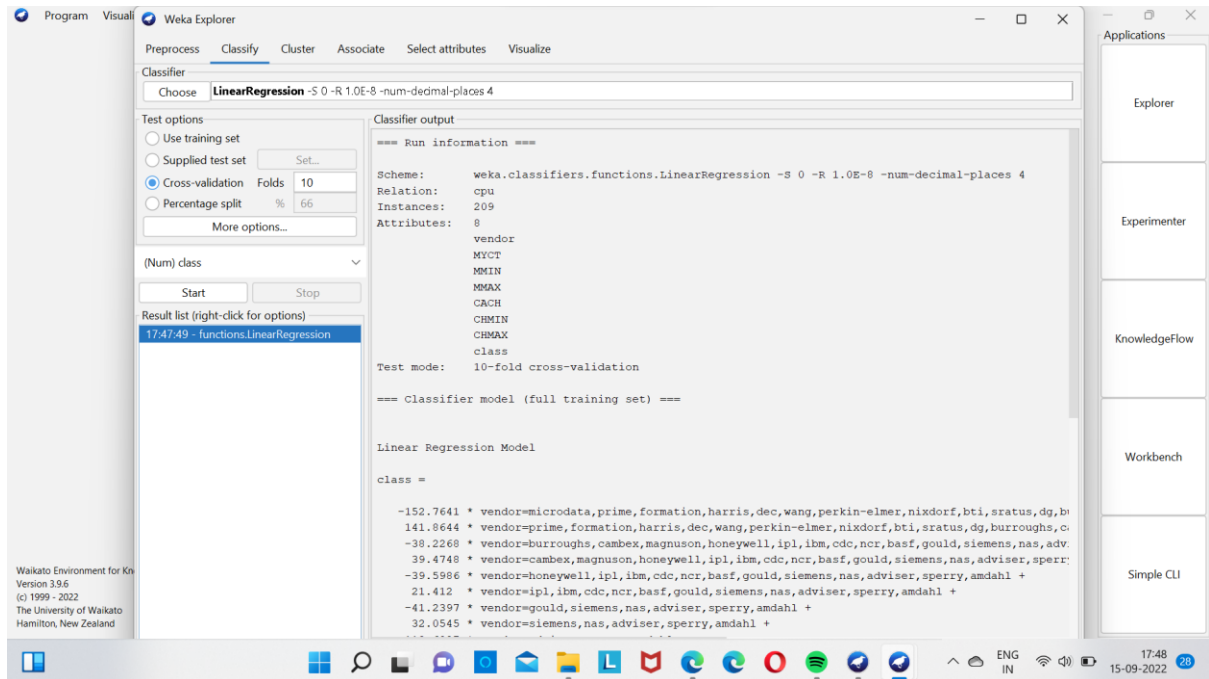 Program Visuali
Weka Explorer
Applications
Preprocess Classify Cluster Associate Select attributes Visualize
Classifier
Choose LinearRegression -S 0 -R 1.0E-8 -num-decimal-places 4
Test options
Use training set
Supplied test set Set...
Cross-validation Folds 10
Percentage split % 66
More options...
(Num) class
Start Stop
Result list (right-click for options)
17:47:49 - functions.LinearRegression
Classifier output
=== Run information ===
Scheme: weka.classifiers.functions.LinearRegression -S 0 -R 1.0E-8 -num-decimal-places 4
Relation: cpu
Instances: 209
Attributes: 8
vendor
MYCT
MMIN
MMAX
CACH
CHMIN
CHMAX
class
Test mode: 10-fold cross-validation
=== Classifier model (full training set) ===
Linear Regression Model
class =
-152.7641 * vendor=microdata,prime,formation,harris,dec,wang,perkin-elmer,nixdorf,bti,sratus,dg,bu
141.8644 * vendor=prime,formation,harris,dec,wang,perkin-elmer,nixdorf,bti,sratus,dg,burroughs,ca
-38.2268 * vendor=burroughs,cambex,magnuson,honeywell,ipl,ibm,cdc,ncr,basf,gould,siemens,nas,adv
39.4748 * vendor=cambex,magnuson,honeywell,ipl,ibm,cdc,ncr,basf,gould,siemens,nas,adviser,sperr
-39.5986 * vendor=honeywell,ipl,ibm,cdc,ncr,basf,gould,siemens,nas,adviser,sperry,amdahl +
21.412 * vendor=ipl,ibm,cdc,ncr,basf,gould,siemens,nas,adviser,sperry,amdahl +
-41.2397 * vendor=gould,siemens,nas,adviser,sperry,amdahl +
32.0545 * vendor=siemens,nas,adviser,sperry,amdahl +
Explorer
Experimenter
KnowledgeFlow
Workbench
Simple CLI
Waikato Environment for Kn
Version 3.9.6
(c) 1999 - 2022
The University of Waikato
Hamilton, New Zealand
ENG
IN
17:48
15-09-2022
28